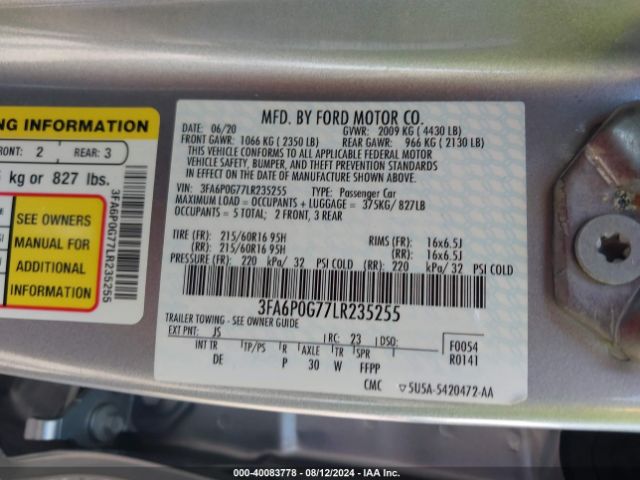 NG INFORMATION
RONT: 2 REAR: 3
kg or 827 lbs.
SEE OWNERS
MANUAL FOR
ADDITIONAL
INFORMATION
3FA6P0G77LR235255
MFD. BY FORD MOTOR CO.
DATE: 06/20 GVWR: 2009 KG (4430 LB)
FRONT GAWR: 1066 KG (2350 LB) REAR GAWR: 966 KG (2130 LB)
THIS VEHICLE CONFORMS TO ALL APPLICABLE FEDERAL MOTOR
VEHICLE SAFETY, BUMPER, AND THEFT PREVENTION STANDARDS
IN EFFECT ON THE DATE OF MANUFACTURE SHOWN ABOVE.
VIN: 3FA6P0G77LR235255 TYPE: Passenger Car
MAXIMUM LOAD = OCCUPANTS + LUGGAGE = 375KG/827LB
OCCUPANTS = 5 TOTAL; 2 FRONT, 3 REAR
TIRE (FR): 215/60R16 95H RIMS (FR): 16x6.5J
(RR): 215/60R16 95H (RR): 16x6.5J
PRESSURE (FR): 220 kPa/ 32 PSI COLD (RR): 220 kPa/ 32 PSI COLD
3FA6P0G77LR235255
TRAILER TOWING - SEE OWNER GUIDE
EXT PNT: JS RC: 23 DSO: F0054
INT TR TP/PS R AXLE TR SPR R0141
DE P 30 W FFPP
CMC 5U5A-5420472-AA
000-40083778 - 08/12/2024 - IAA Inc.